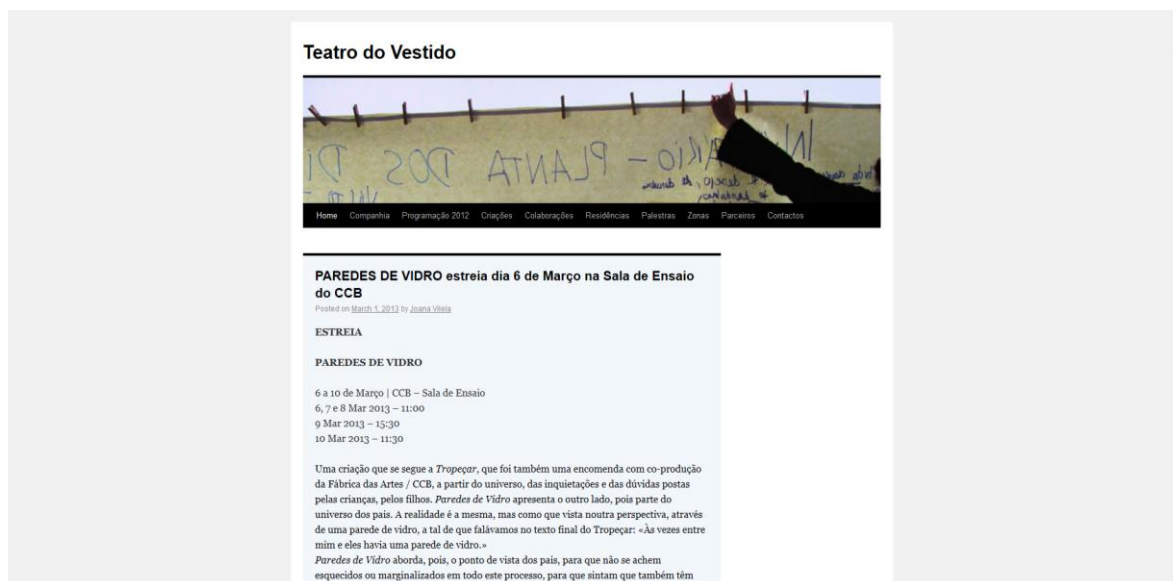 Teatro do Vestido
PLANTA DOS
Home Companhia Programação 2012 Criações Colaborações Residências Palestras Zonas Parceiros Contactos
PAREDES DE VIDRO estreia dia 6 de Março na Sala de Ensaio
do CCB
Posted on March 1, 2013 by Joana Vilela
ESTREIA
PAREDES DE VIDRO
6 a 10 de Março | CCB – Sala de Ensaio
6, 7 e 8 Mar 2013 – 11:00
9 Mar 2013 – 15:30
10 Mar 2013 – 11:30
Uma criação que se segue a Tropeçar, que foi também uma encomenda com co-produção
da Fábrica das Artes / CCB, a partir do universo, das inquietações e das dúvidas postas
pelas crianças, pelos filhos. Paredes de Vidro apresenta o outro lado, pois parte do
universo dos pais. A realidade é a mesma, mas como que vista noutra perspectiva, através
de uma parede de vidro, a tal de que falávamos no texto final do Tropeçar: «Às vezes entre
mim e eles havia uma parede de vidro.»
Paredes de Vidro aborda, pois, o ponto de vista dos pais, para que não se achem
esquecidos ou marginalizados em todo este processo, para que sintam que também têm